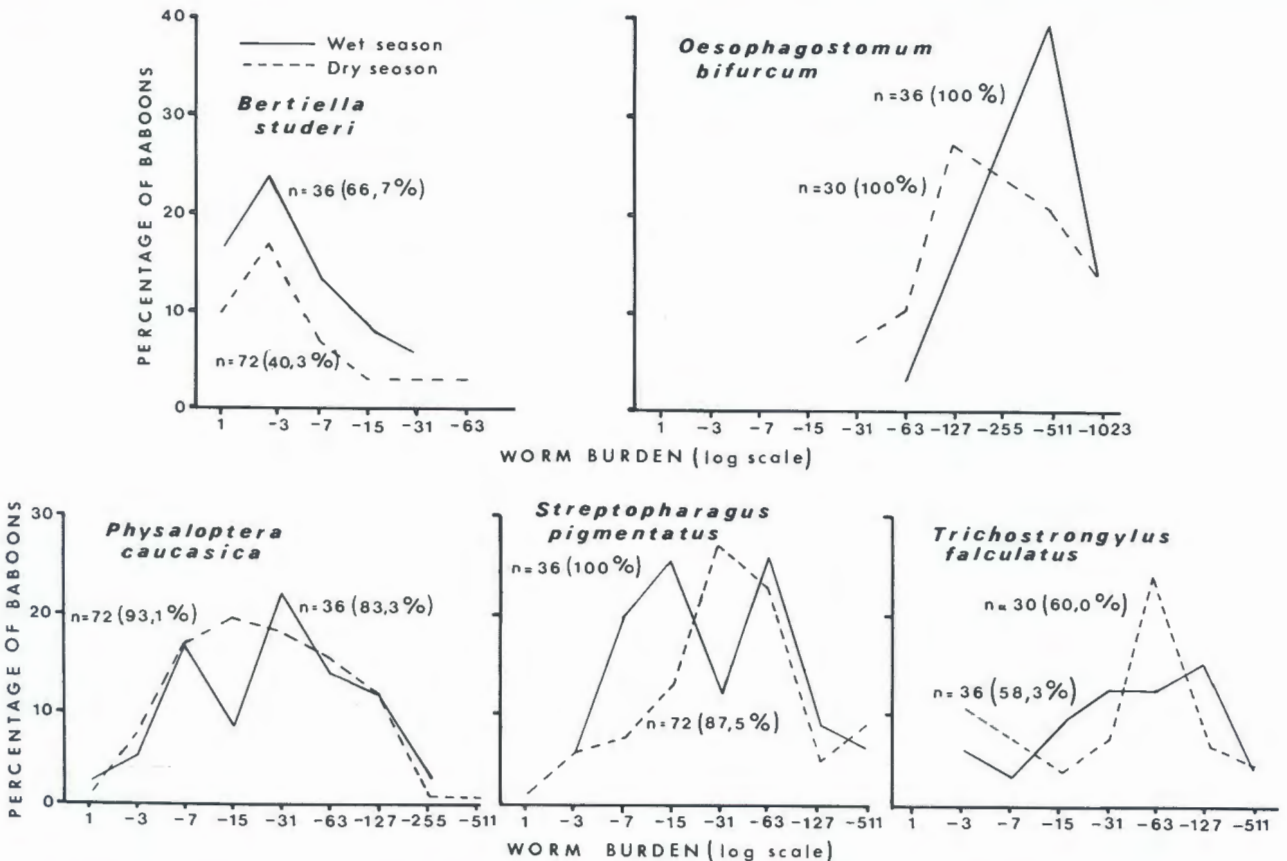 40
30
20
10
0
PERCENTAGE OF BABOONS
Wet season
Dry season
Bertiella
studeri
n=36 (66,7%)
n=72 (40,3%)
1 -3 -7 -15 -31 -63
Oesophagostomum
bifurcum
n=36 (100%)
n=30 (100%)
1 -3 -7 -15 -31 -63 -127 -255 -511 -1023
WORM BURDEN (log scale)
30
20
10
0
PERCENTAGE OF BABOONS
Physaloptera
caucasica
n=72 (93,1%)
n=36 (83,3%)
1 -3 -7 -15 -31 -63 -127 -255 -511
Streptopharagus
pigmentatus
n=36 (100%)
n=72 (87,5%)
1 -3 -7 -15 -31 -63 -127 -511
Trichostrongylus
falculatus
n=30 (60,0%)
n=36 (58,3%)
1 -3 -7 -15 -31 -63 -127 -511
WORM BURDEN (log scale)